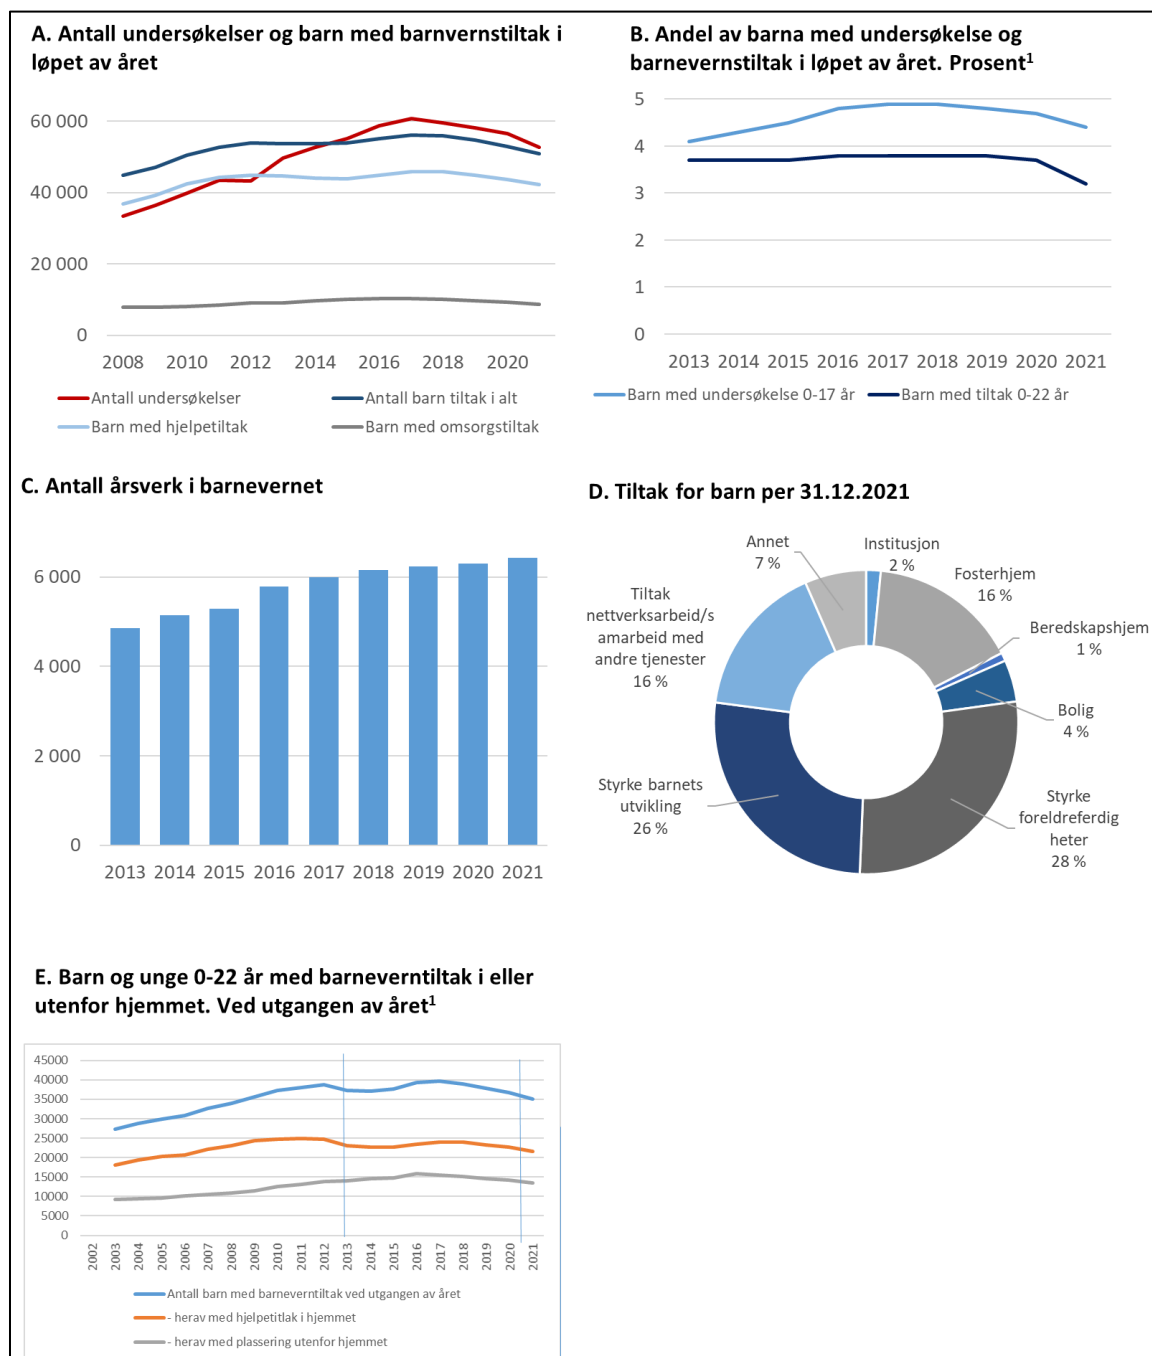 A. Antall undersøkelser og barn med barnvernstiltak i
løpet av året
60 000
40 000
20 000
0
2008 2010 2012 2014 2016 2018 2020
Antall undersøkelser
Antall barn tiltak i alt
Barn med hjelpetiltak
Barn med omsorgstiltak
B. Andel av barna med undersøkelse og
barnevernstiltak i løpet av året. Prosent1
5
4
3
2
1
0
2013 2014 2015 2016 2017 2018 2019 2020 2021
Barn med undersøkelse 0-17 år
Barn med tiltak 0-22 år
C. Antall årsverk i barnevernet
6 000
4 000
2 000
0
2013 2014 2015 2016 2017 2018 2019 2020 2021
D. Tiltak for barn per 31.12.2021
Institusjon
2 %
Fosterhjem
16 %
Beredskapshjem
1 %
Bolig
4 %
Styrke
foreldreferdig
heter
28 %
Styrke barnets
utvikling
26 %
Tiltak
nettverksarbeid/s
amarbeid med
andre tjenester
16 %
Annet
7 %
E. Barn og unge 0-22 år med barneverntiltak i eller
utenfor hjemmet. Ved utgangen av året1
45000
40000
35000
30000
25000
20000
15000
10000
5000
0
2002 2003 2004 2005 2006 2007 2008 2009 2010 2011 2012 2013 2014 2015 2016 2017 2018 2019 2020 2021
Antall barn med barneverntiltak ved utgangen av året
- herav med hjelpetitlak i hjemmet
- herav med plassering utenfor hjemmet